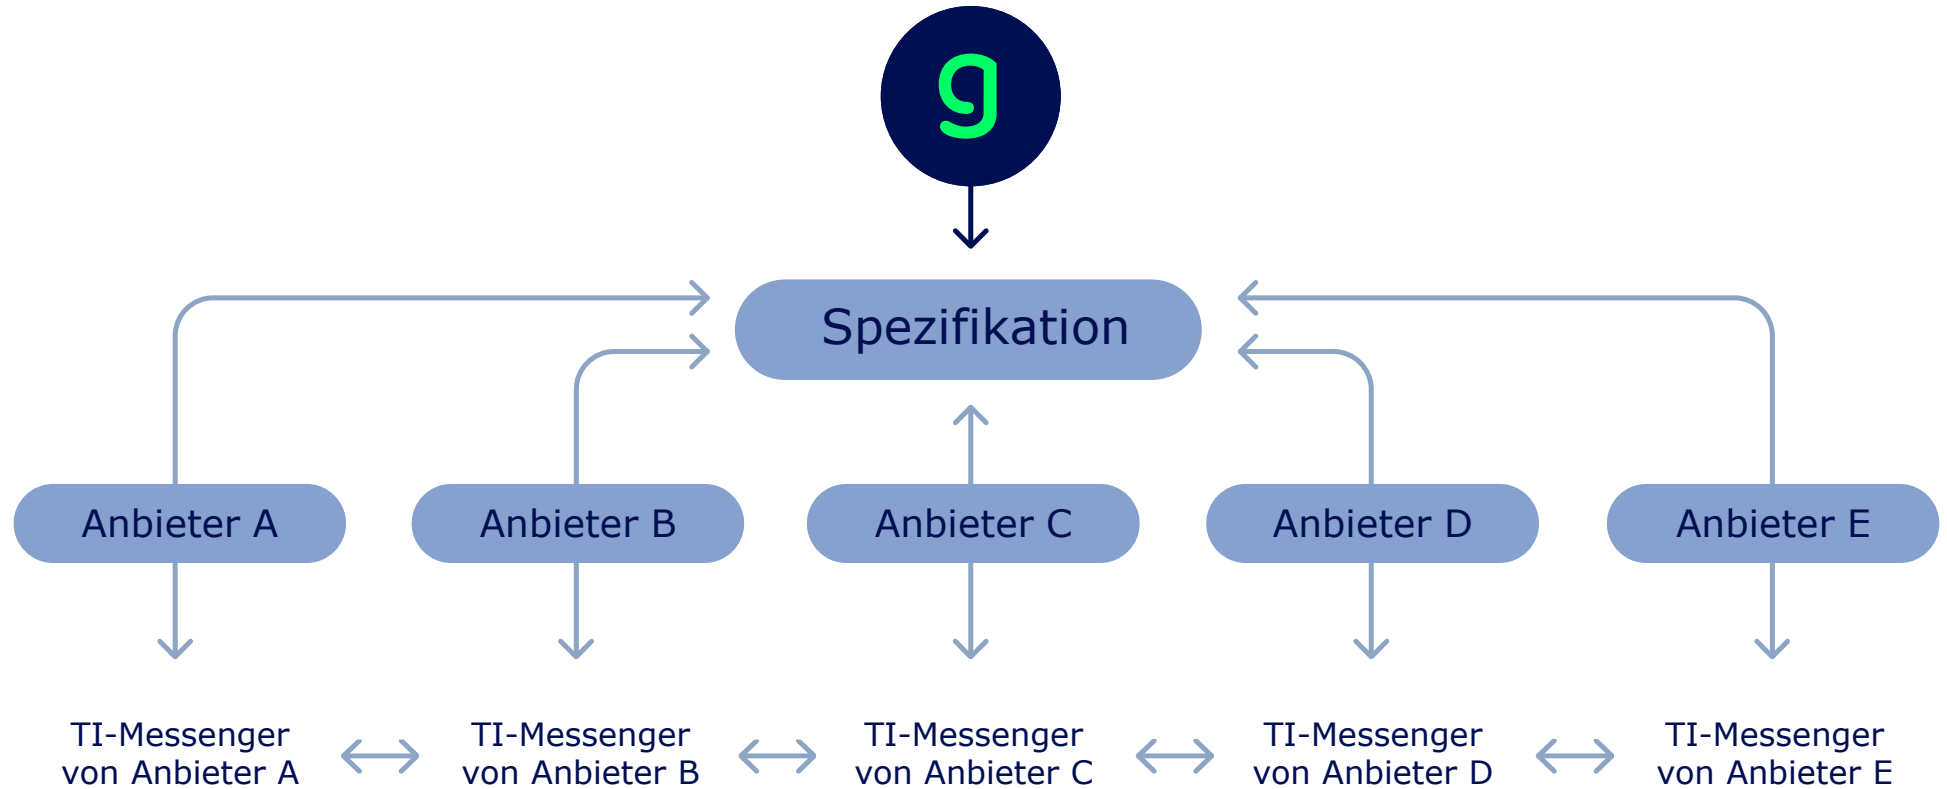 g
Spezifikation
Anbieter A
Anbieter B
Anbieter C
Anbieter D
Anbieter E
TI-Messenger
von Anbieter A
TI-Messenger
von Anbieter B
TI-Messenger
von Anbieter C
TI-Messenger
von Anbieter D
TI-Messenger
von Anbieter E